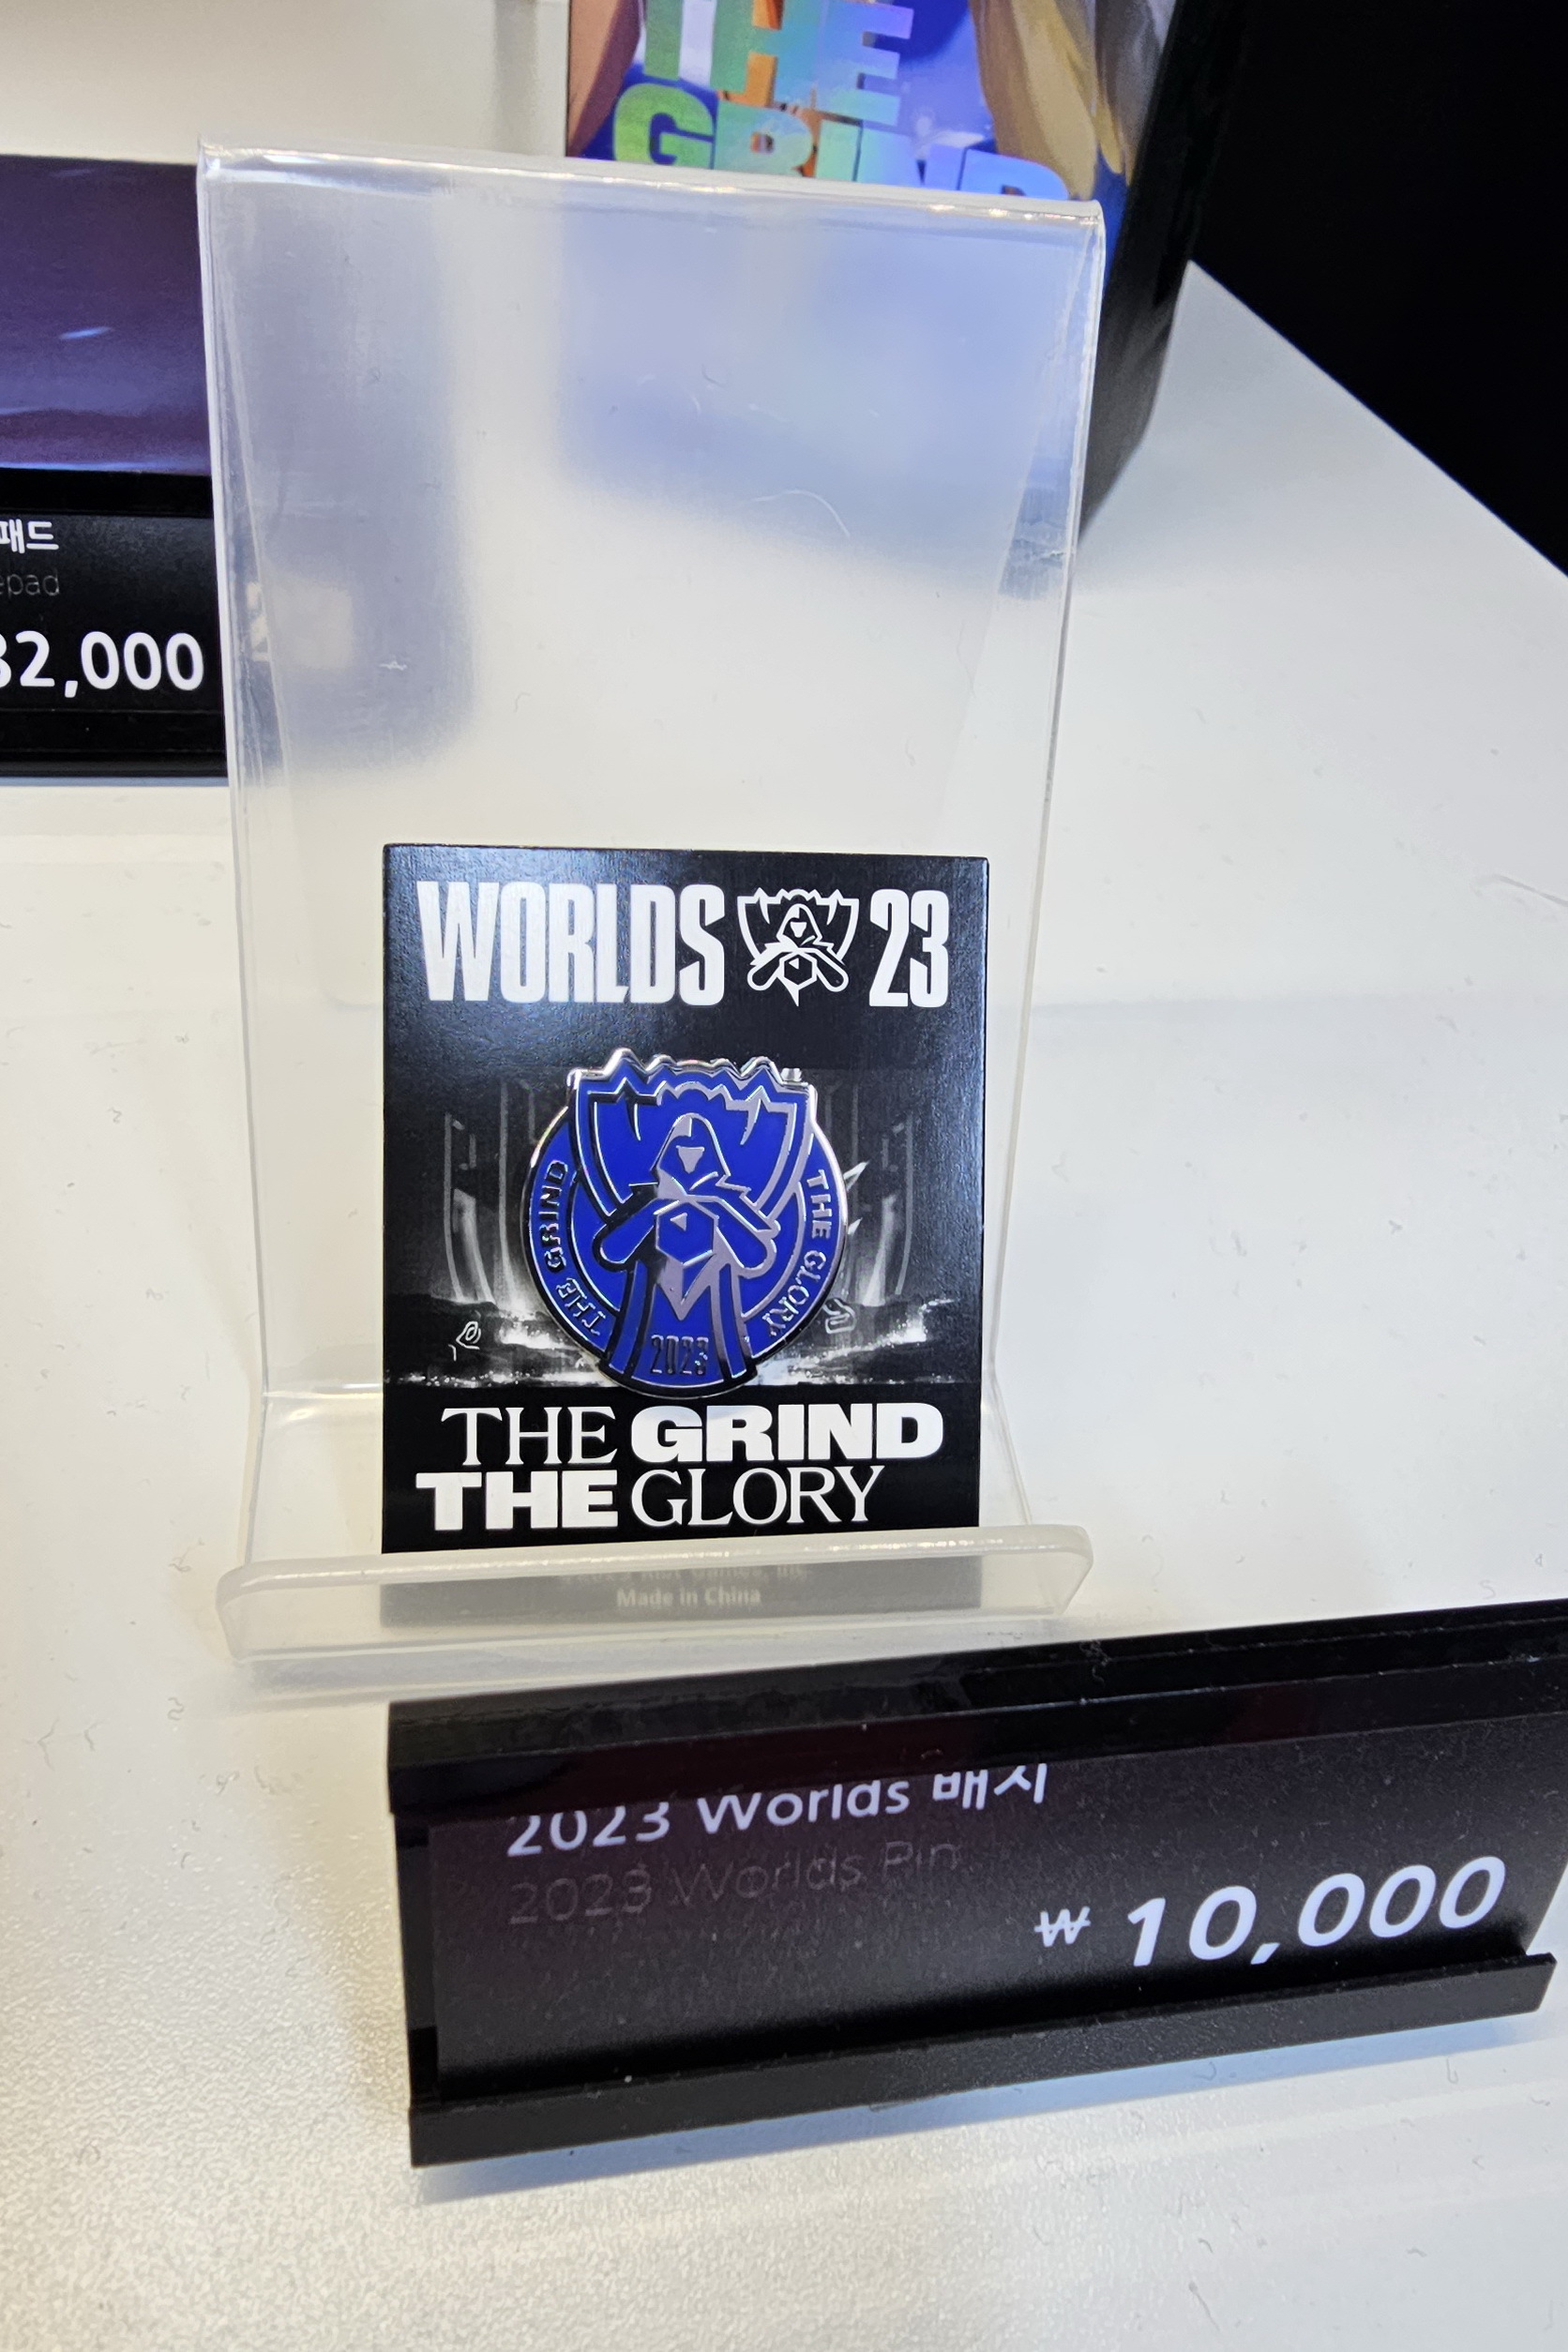 THE
GRIND
패드
epad
32,000
WORLDS 23
THE GRIND
THE GLORY
2023
THE GRIND
THE GLORY
Made in China
2023 Worlds 배지
2023 Worlds Pin
₩ 10,000